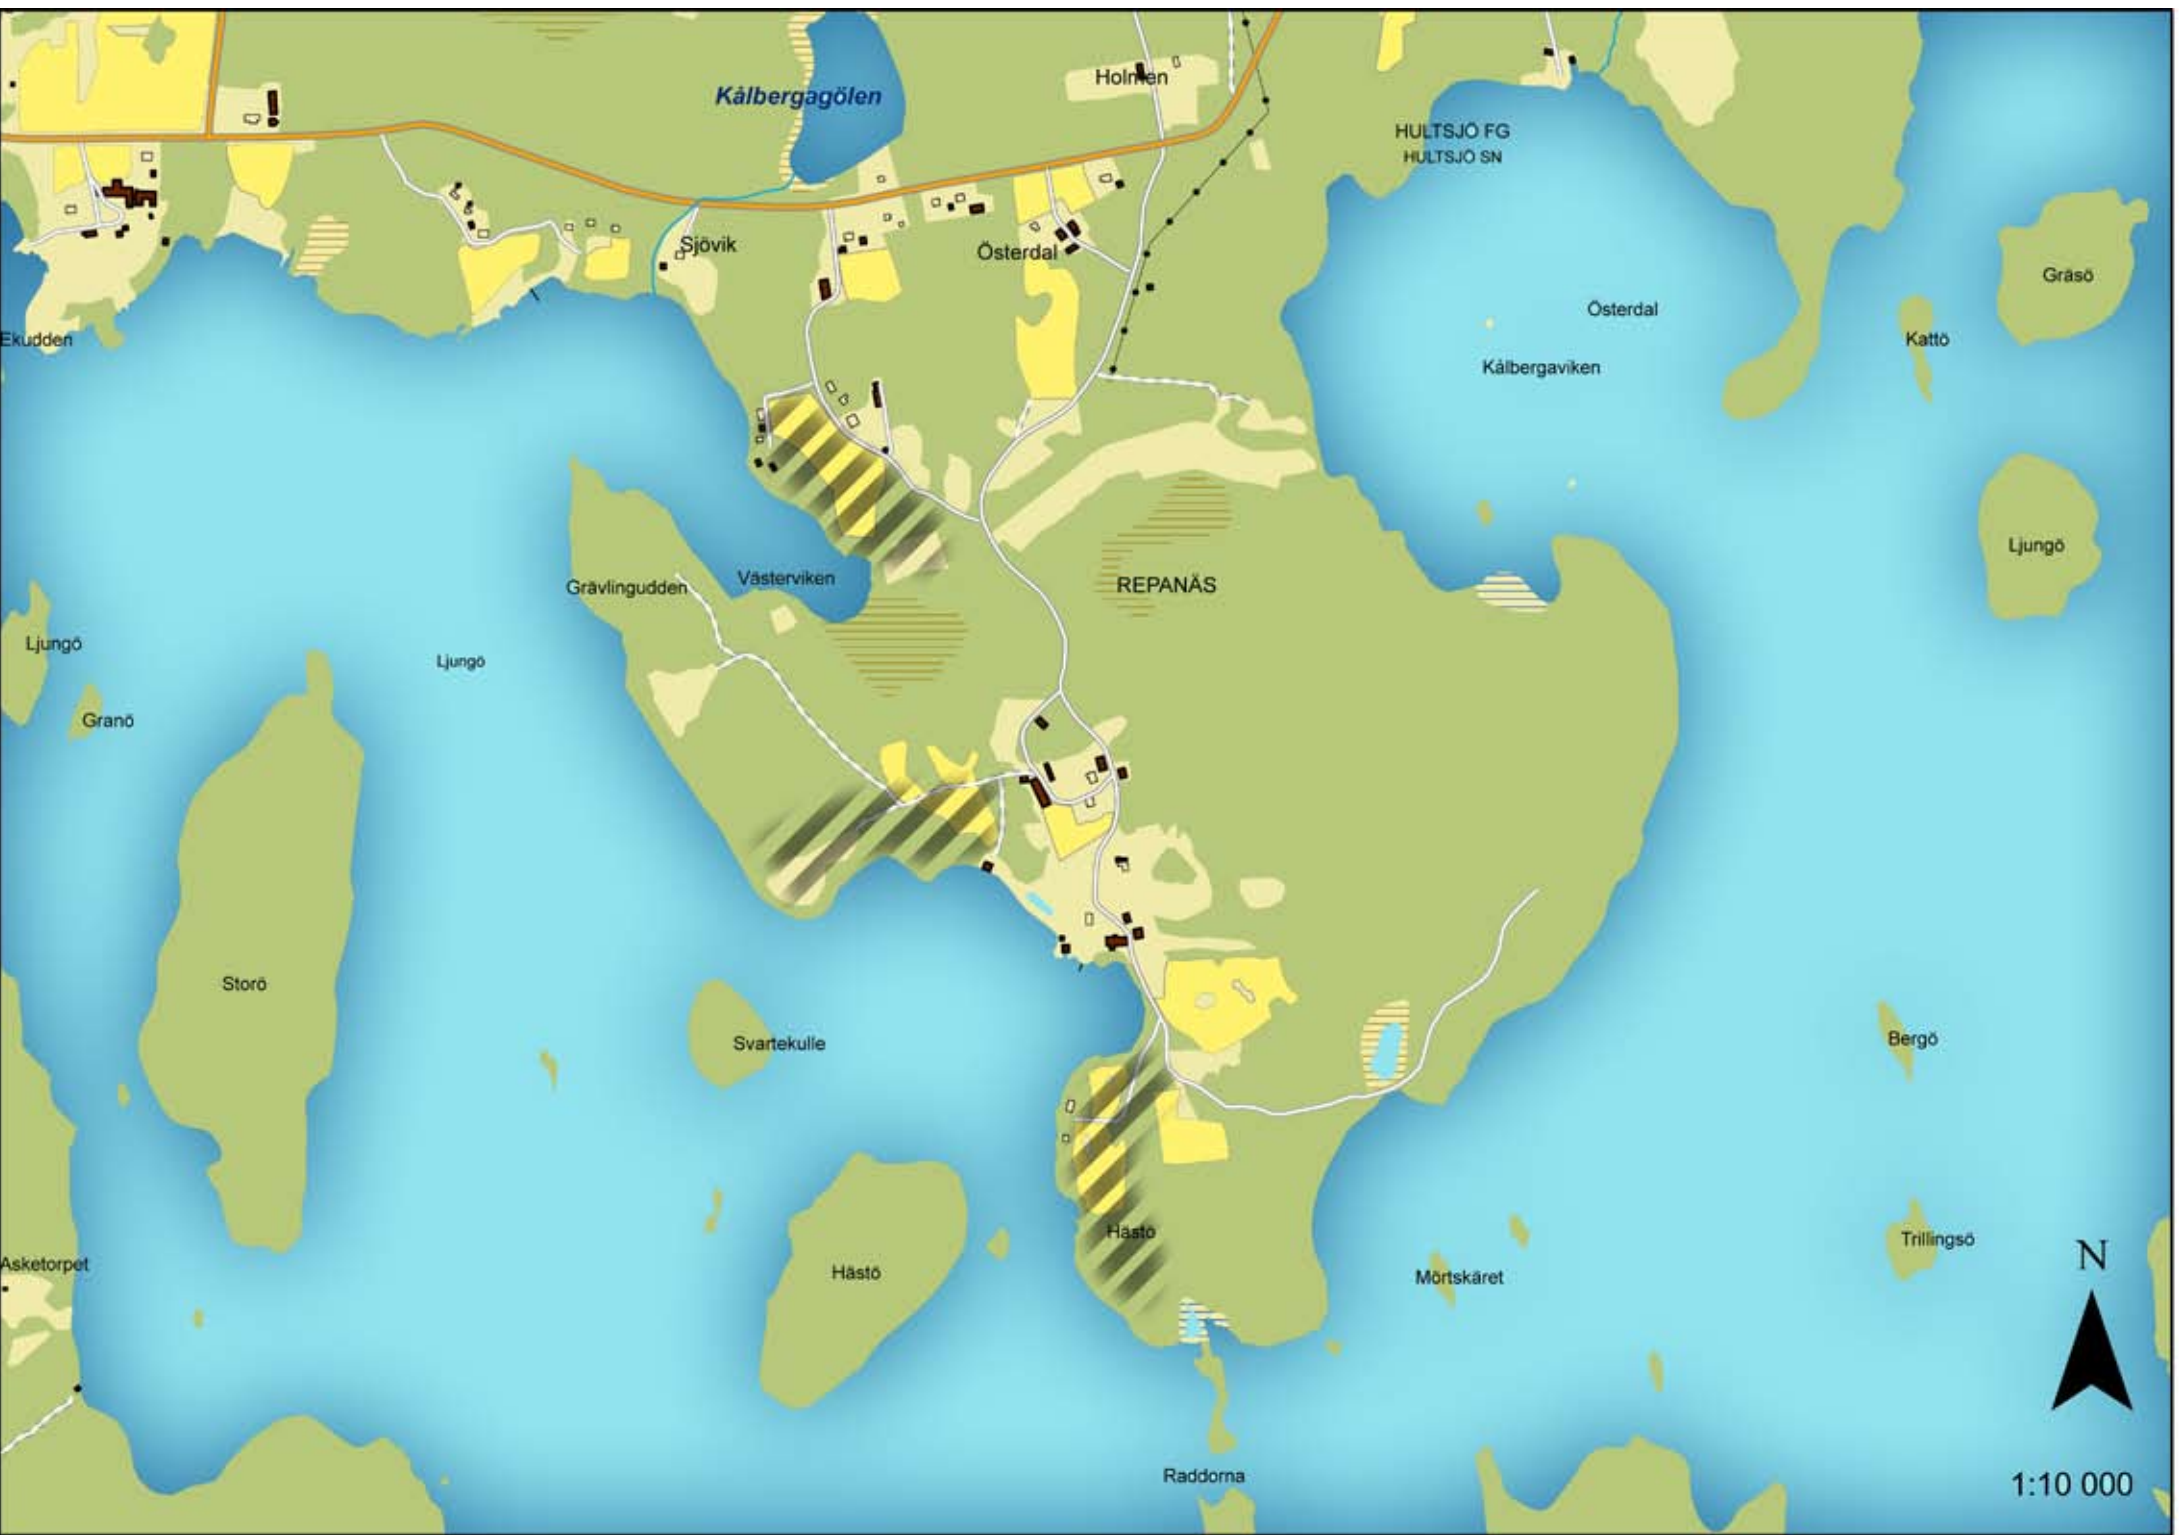 Holmen
Kålbergagölen
HULTSJÖ FG
HULTSJÖ SN
Sjövik
Österdal
Gräsö
Österdal
Ekudden
Kattö
Kålbergaviken
Ljungö
Västerviken
REPANÄS
Grävlingudden
Ljungö
Ljungö
Granö
Storö
Svartekulle
Bergö
Hästö
Trillingsö
N
Asketorpet
Hästö
Mörtskäret
Raddorna
1:10 000